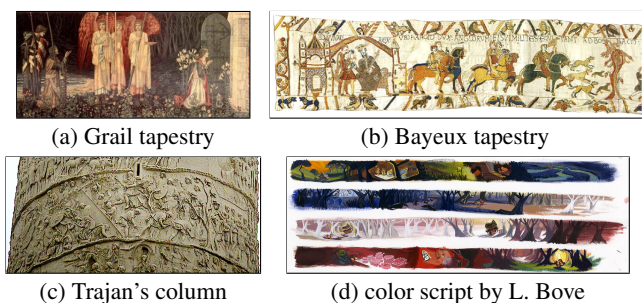 (a) Grail tapestry
(b) Bayeux tapestry
(c) Trajan's column
(d) color script by L. Bove